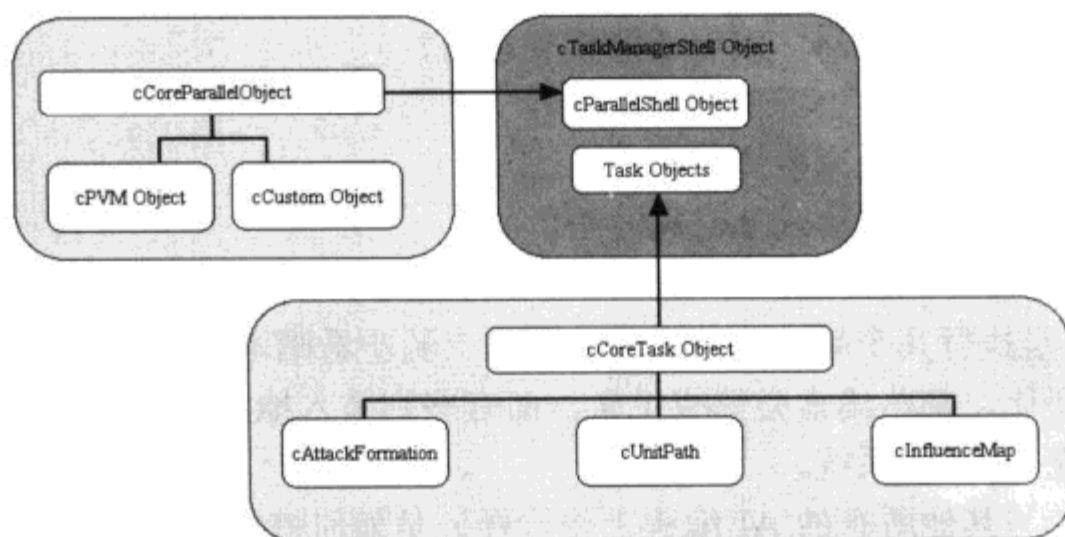 cTaskManagerShell Object
cCoreParallelObject
cParallelShell Object
cPVM Object
cCustom Object
Task Objects
cCoreTask Object
cAttackFormation
cUnitPath
cInfluenceMap